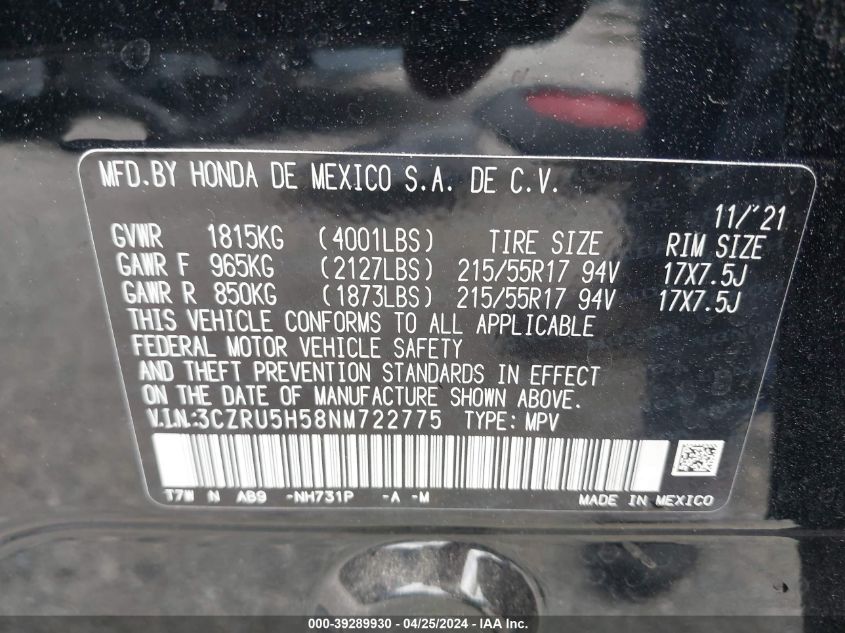 MFD.BY HONDA DE MEXICO S.A. DE C.V.
11/'21
GVWR 1815KG (4001LBS) TIRE SIZE RIM SIZE
GAWR F 965KG (2127LBS) 215/55R17 94V 17X7.5J
GAWR R 850KG (1873LBS) 215/55R17 94V 17X7.5J
THIS VEHICLE CONFORMS TO ALL APPLICABLE
FEDERAL MOTOR VEHICLE SAFETY
AND THEFT PREVENTION STANDARDS IN EFFECT
ON THE DATE OF MANUFACTURE SHOWN ABOVE.
V.I.N.:3CZRU5H58NM722775 TYPE: MPV
T7W N AB9 -NH731P -A -M MADE IN MEXICO
000-39289930 - 04/25/2024 - IAA Inc.